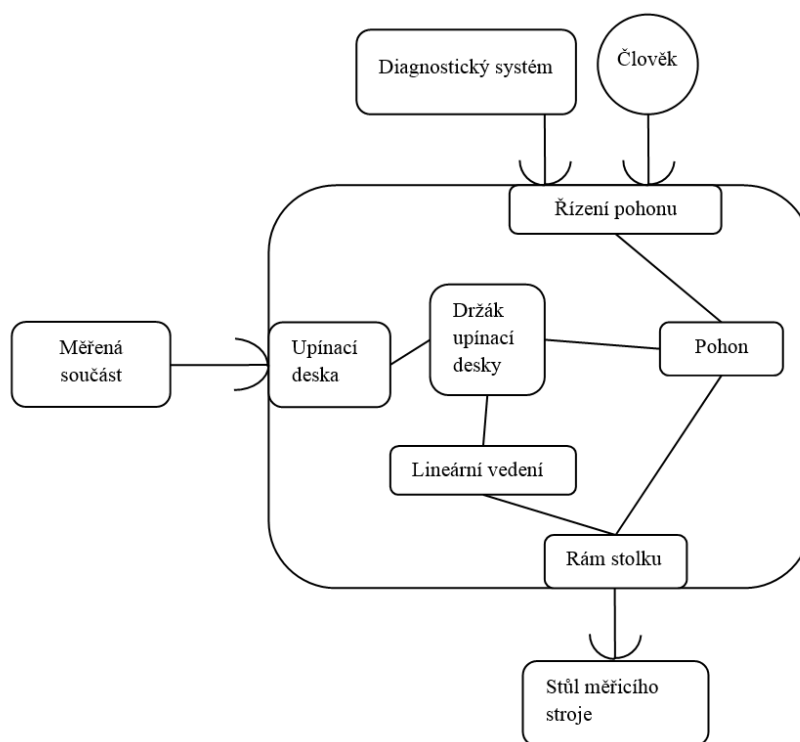 Diagnostický systém
Člověk
Řízení pohonu
Držák
upínací
desky
Měřená
součást
Upínací
deska
Pohon
Lineární vedení
Rám stolku
Stůl měřicího
stroje